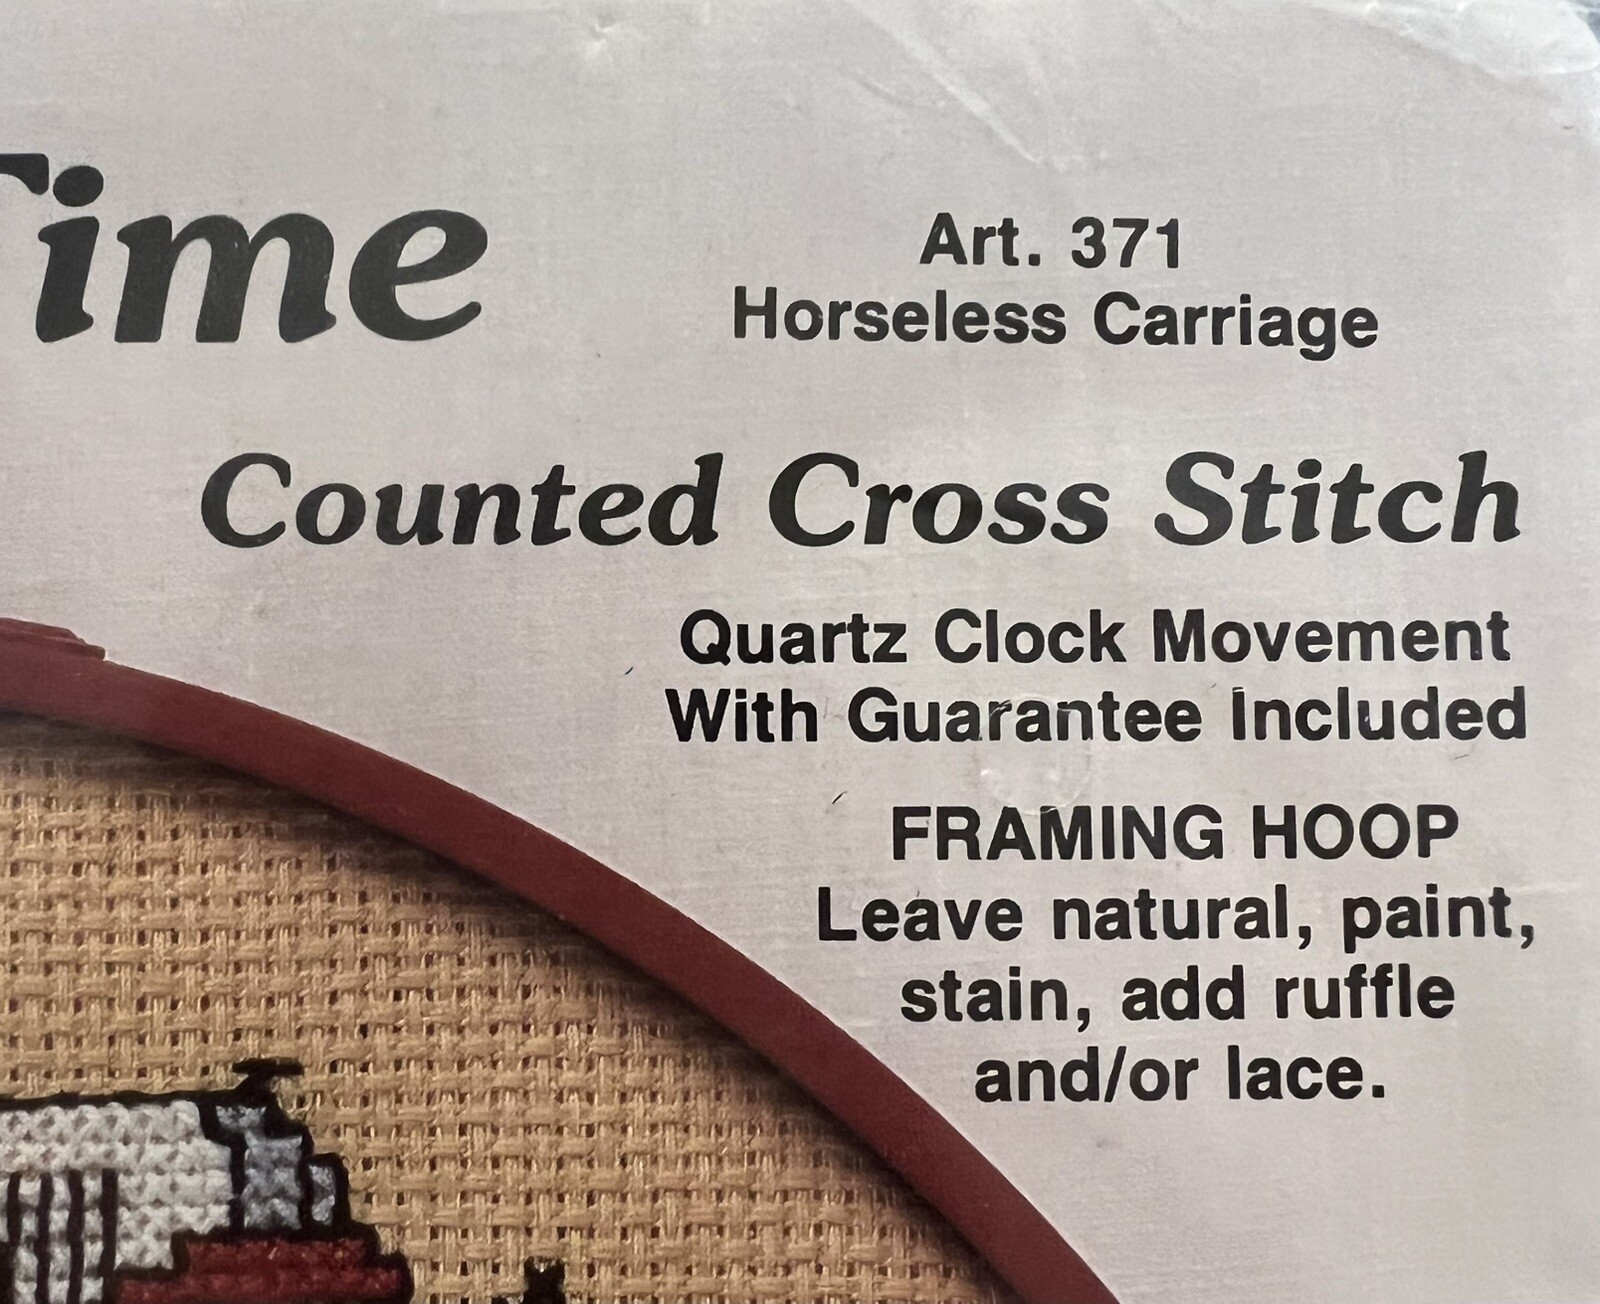 Time
Art. 371
Horseless Carriage
Counted Cross Stitch
Quartz Clock Movement
With Guarantee Included
FRAMING HOOP
Leave natural, paint,
stain, add ruffle
and/or lace.